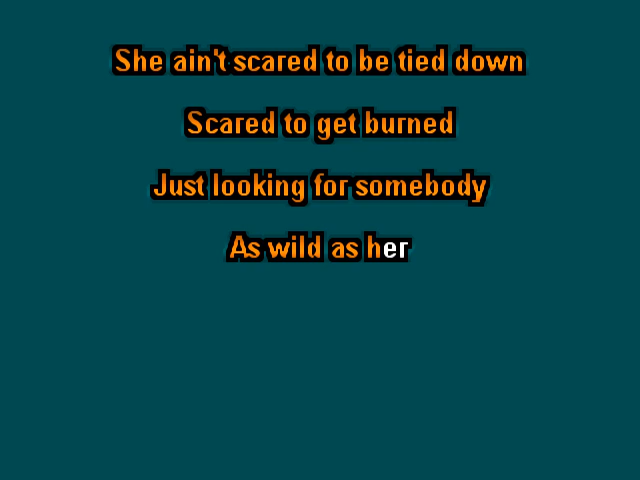 She ain't scared to be tied down
Scared to get burned
Just looking for somebody
As wild as her